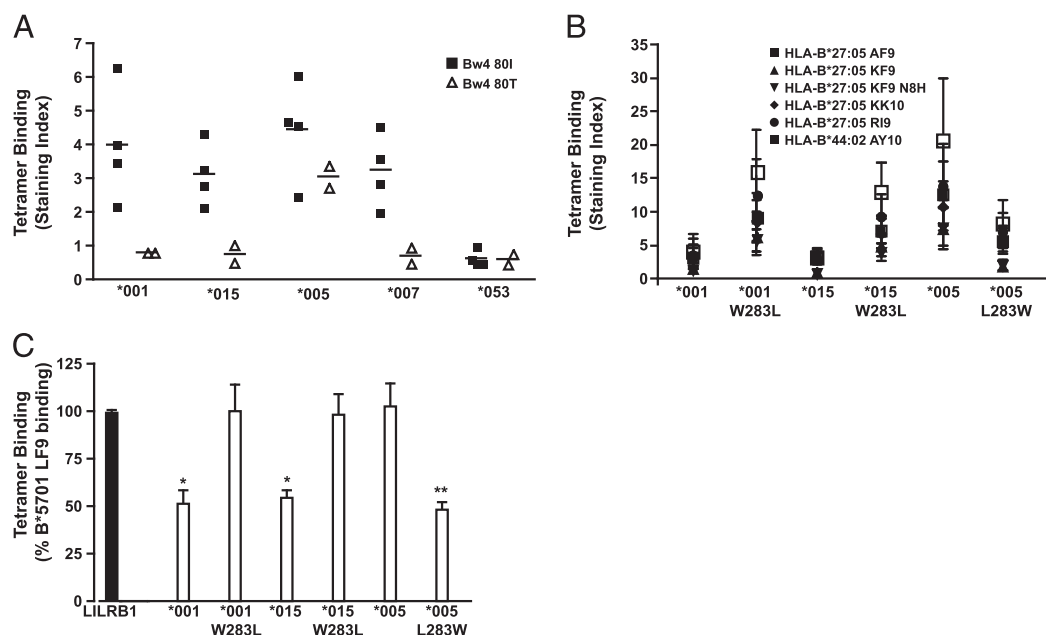 A
Tetramer Binding
(Staining Index)
7
6
5
4
3
2
1
0
Bw4 80I
Bw4 80T
*001
*015
*005
*007
*053
B
Tetramer Binding
(Staining Index)
35
30
25
20
15
10
5
0
HLA-B*27:05 AF9
HLA-B*27:05 KF9
HLA-B*27:05 KF9 N8H
HLA-B*27:05 KK10
HLA-B*27:05 RI9
HLA-B*44:02 AY10
*001
*001
W283L
*015
*015
W283L
*005
*005
L283W
C
Tetramer Binding
(% B*5701 LF9 binding)
125
100
75
50
25
0
*
*
**
LILRB1
*001
*001
W283L
*015
*015
W283L
*005
*005
L283W